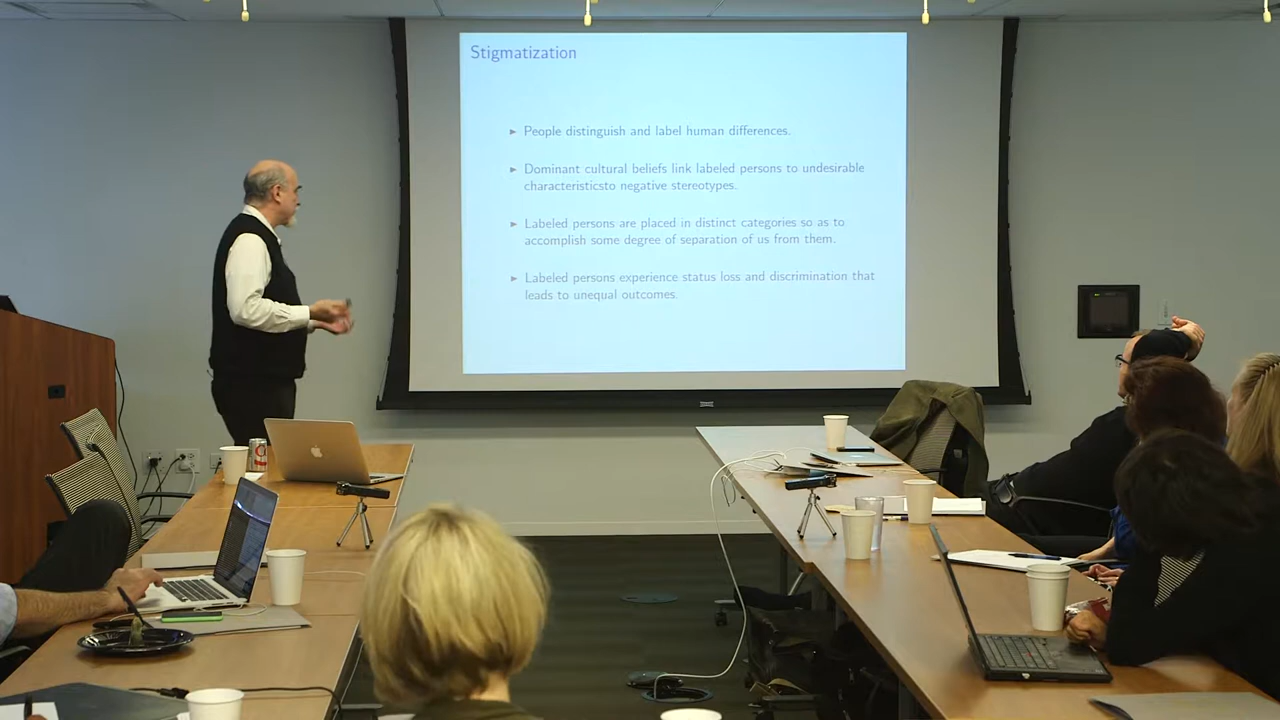 Stigmatization
▸ People distinguish and label human differences.
▸ Dominant cultural beliefs link labeled persons to undesirable
characteristicsto negative stereotypes.
▸ Labeled persons are placed in distinct categories so as to
accomplish some degree of separation of us from them.
▸ Labeled persons experience status loss and discrimination that
leads to unequal outcomes.